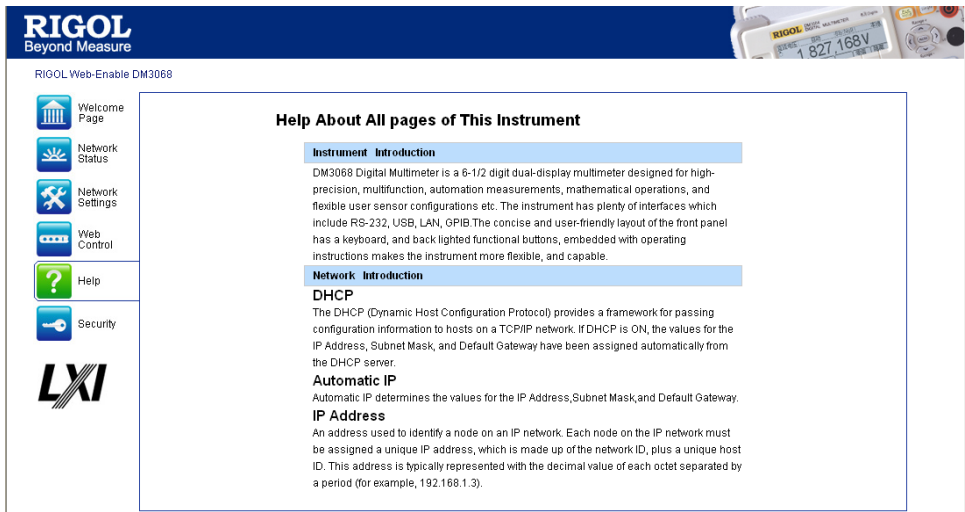 RIGOL
Beyond Measure
RIGOL
1.827,168V
RIGOL Web-Enable DM3068
Welcome
Page
Network
Status
Network
Settings
Web
Control
Help
Security
LXI
Help About All pages of This Instrument
Instrument Introduction
DM3068 Digital Multimeter is a 6-1/2 digit dual-display multimeter designed for high-
precision, multifunction, automation measurements, mathematical operations, and
flexible user sensor configurations etc. The instrument has plenty of interfaces which
include RS-232, USB, LAN, GPIB.The concise and user-friendly layout of the front panel
has a keyboard, and back lighted functional buttons, embedded with operating
instructions makes the instrument more flexible, and capable.
Network Introduction
DHCP
The DHCP (Dynamic Host Configuration Protocol) provides a framework for passing
configuration information to hosts on a TCP/IP network. If DHCP is ON, the values for the
IP Address, Subnet Mask, and Default Gateway have been assigned automatically from
the DHCP server.
Automatic IP
Automatic IP determines the values for the IP Address,Subnet Mask,and Default Gateway.
IP Address
An address used to identify a node on an IP network. Each node on the IP network must
be assigned a unique IP address, which is made up of the network ID, plus a unique host
ID. This address is typically represented with the decimal value of each octet separated by
a period (for example, 192.168.1.3).